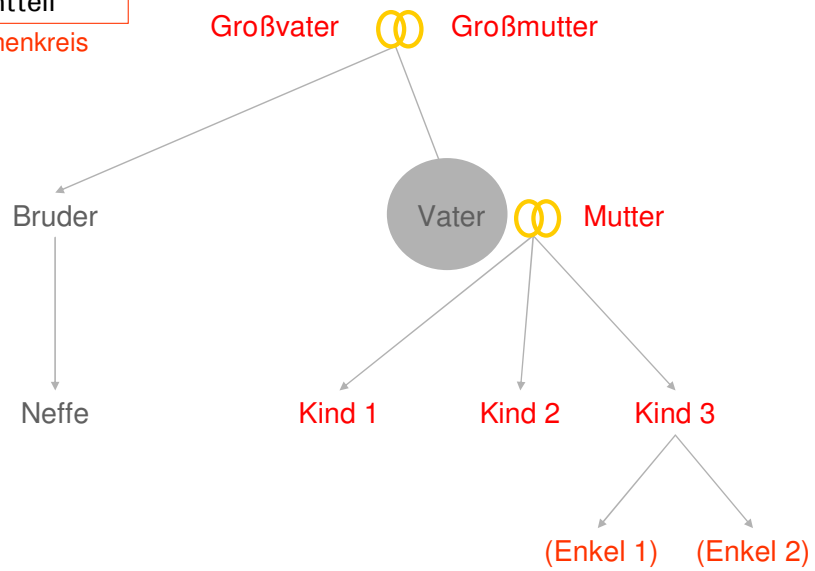 Großvater Großmutter
Bruder Vater Mutter
Neffe Kind 1 Kind 2 Kind 3
(Enkel 1) (Enkel 2)